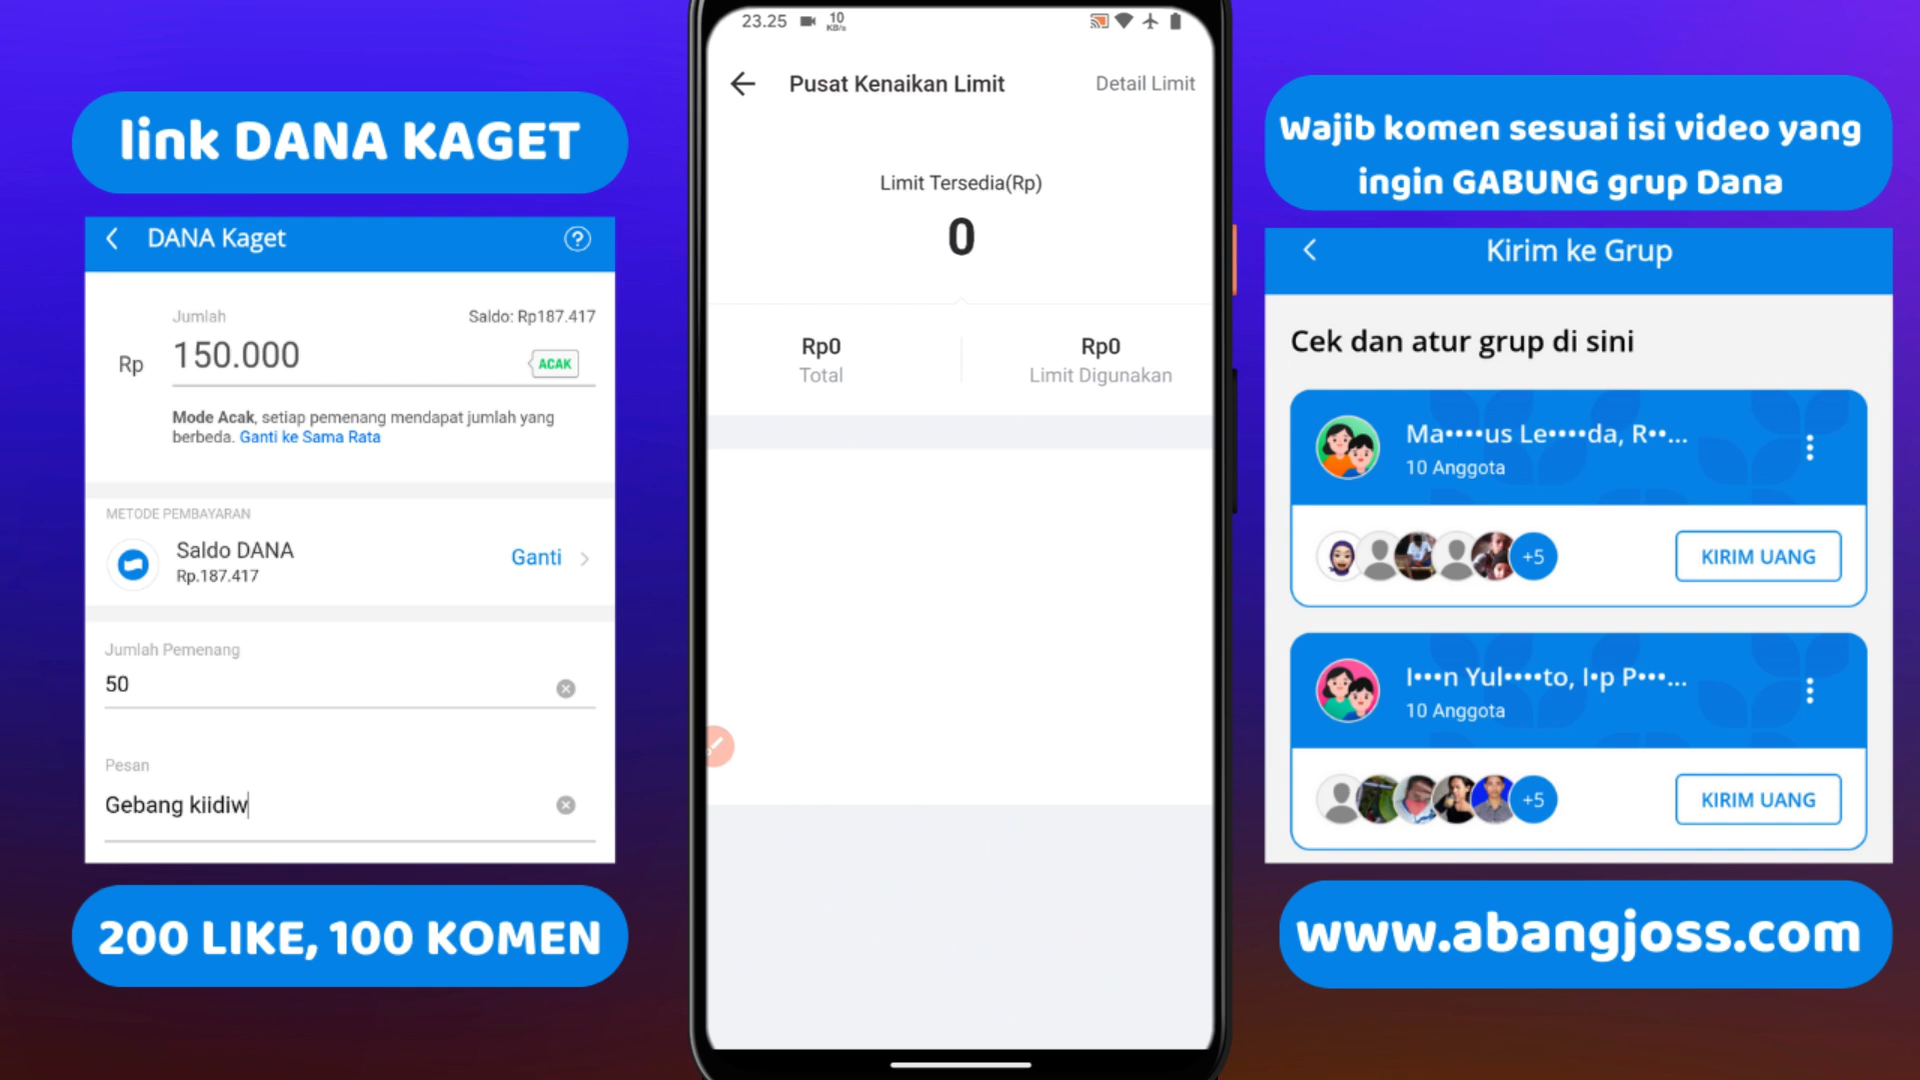 link DANA KAGET
DANA Kaget
Jumlah
Saldo: Rp187.417
Rp
150.000
ACAK
Mode Acak, setiap pemenang mendapat jumlah yang
berbeda. Ganti ke Sama Rata
METODE PEMBAYARAN
Saldo DANA
Rp.187.417
Ganti
Jumlah Pemenang
50
Pesan
Gebang kiidiw
200 LIKE, 100 KOMEN
23.25
10
KB/s
Pusat Kenaikan Limit
Detail Limit
Limit Tersedia(Rp)
0
Rp0
Total
Rp0
Limit Digunakan
Wajib komen sesuai isi video yang
ingin GABUNG grup Dana
Kirim ke Grup
Cek dan atur grup di sini
Ma••••us Le••••da, R••...
10 Anggota
+5
KIRIM UANG
I•••n Yul••••to, I•p P•••...
10 Anggota
+5
KIRIM UANG
www.abangjoss.com